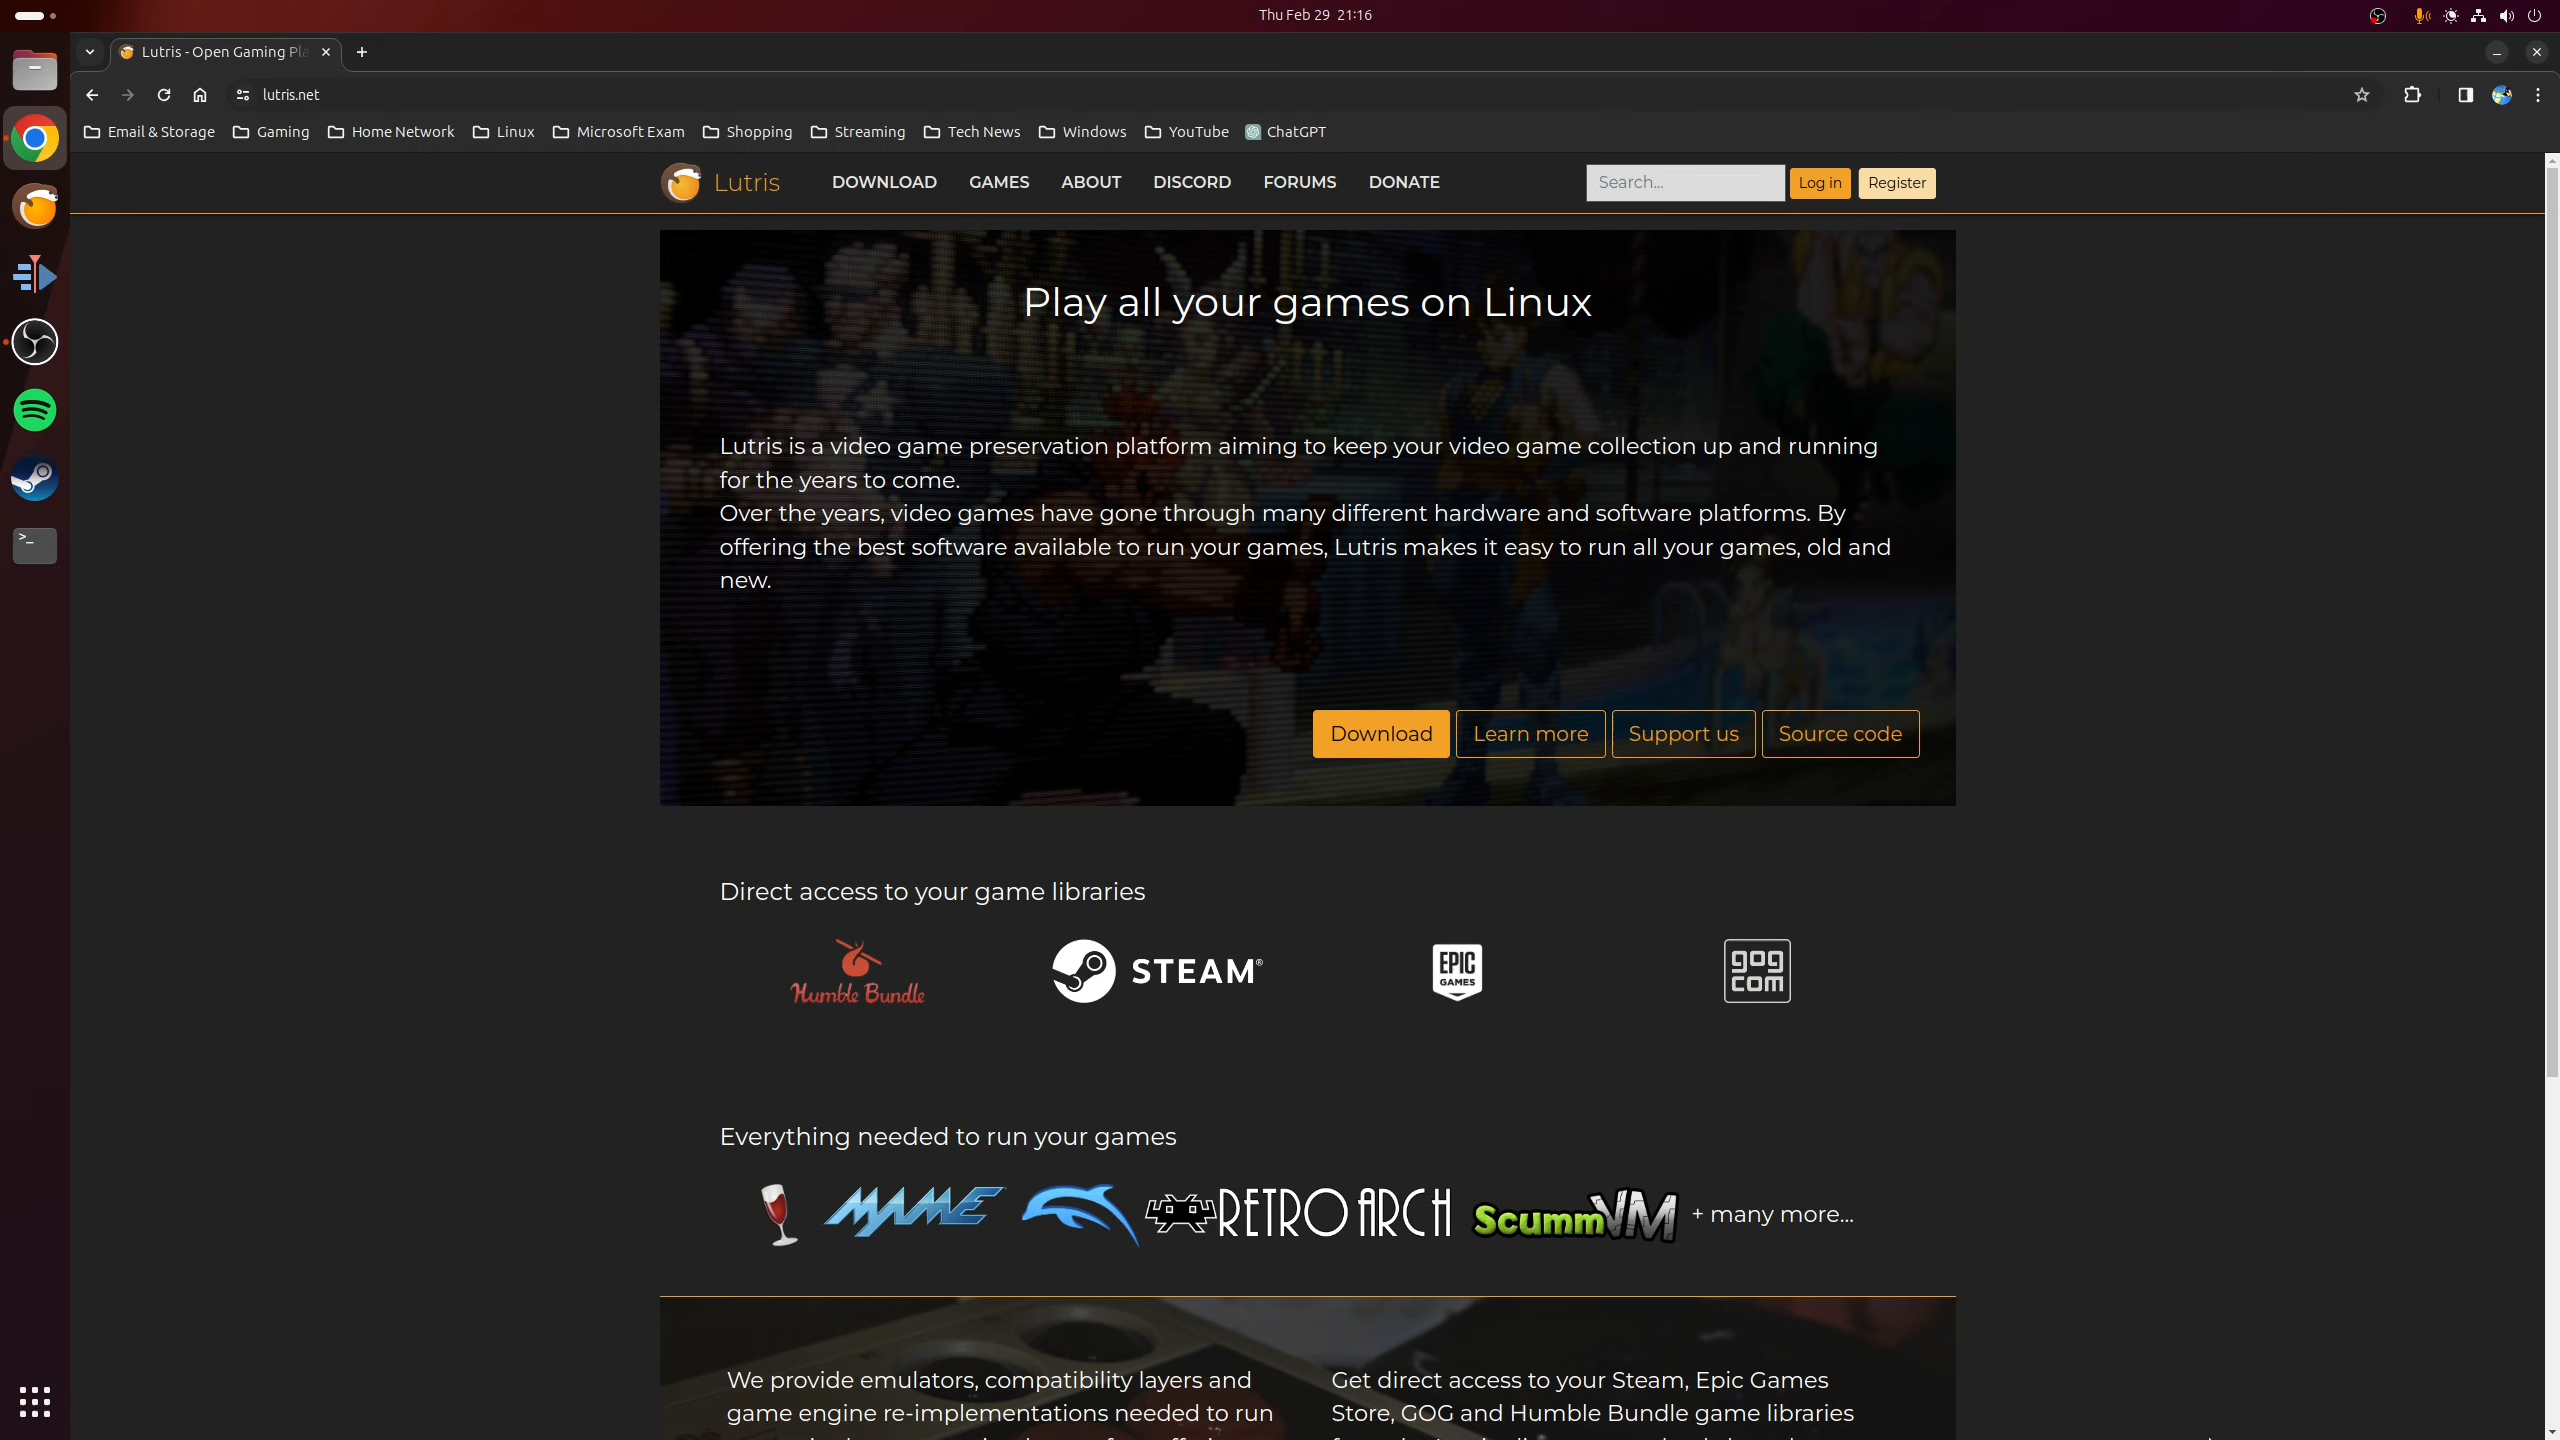 Thu Feb 29 21:16
Lutris - Open Gaming Pla
lutris.net
Email & Storage Gaming Home Network Linux Microsoft Exam Shopping Streaming Tech News Windows YouTube ChatGPT
Lutris DOWNLOAD GAMES ABOUT DISCORD FORUMS DONATE Search... Log in Register
Play all your games on Linux
Lutris is a video game preservation platform aiming to keep your video game collection up and running
for the years to come.
Over the years, video games have gone through many different hardware and software platforms. By
offering the best software available to run your games, Lutris makes it easy to run all your games, old and
new.
Download Learn more Support us Source code
Direct access to your game libraries
Humble Bundle STEAM® EPIC GAMES gog com
Everything needed to run your games
MAME RETROARCH ScummVM + many more...
We provide emulators, compatibility layers and
game engine re-implementations needed to run
Get direct access to your Steam, Epic Games
Store, GOG and Humble Bundle game libraries